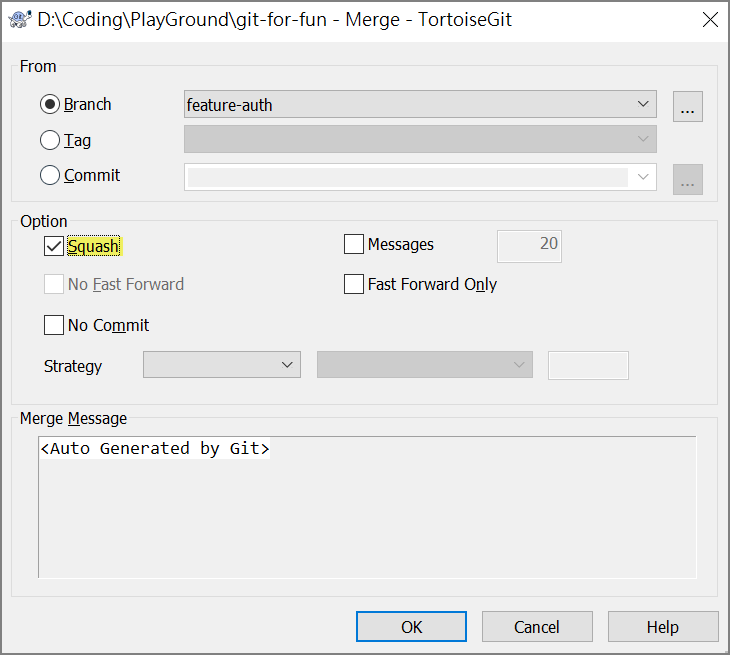 D:\Coding\PlayGround\git-for-fun - Merge - TortoiseGit
From
Branch
feature-auth
...
Tag
Commit
...
Option
Squash
Messages
20
No Fast Forward
Fast Forward Only
No Commit
Strategy
Merge Message
<Auto Generated by Git>
OK
Cancel
Help